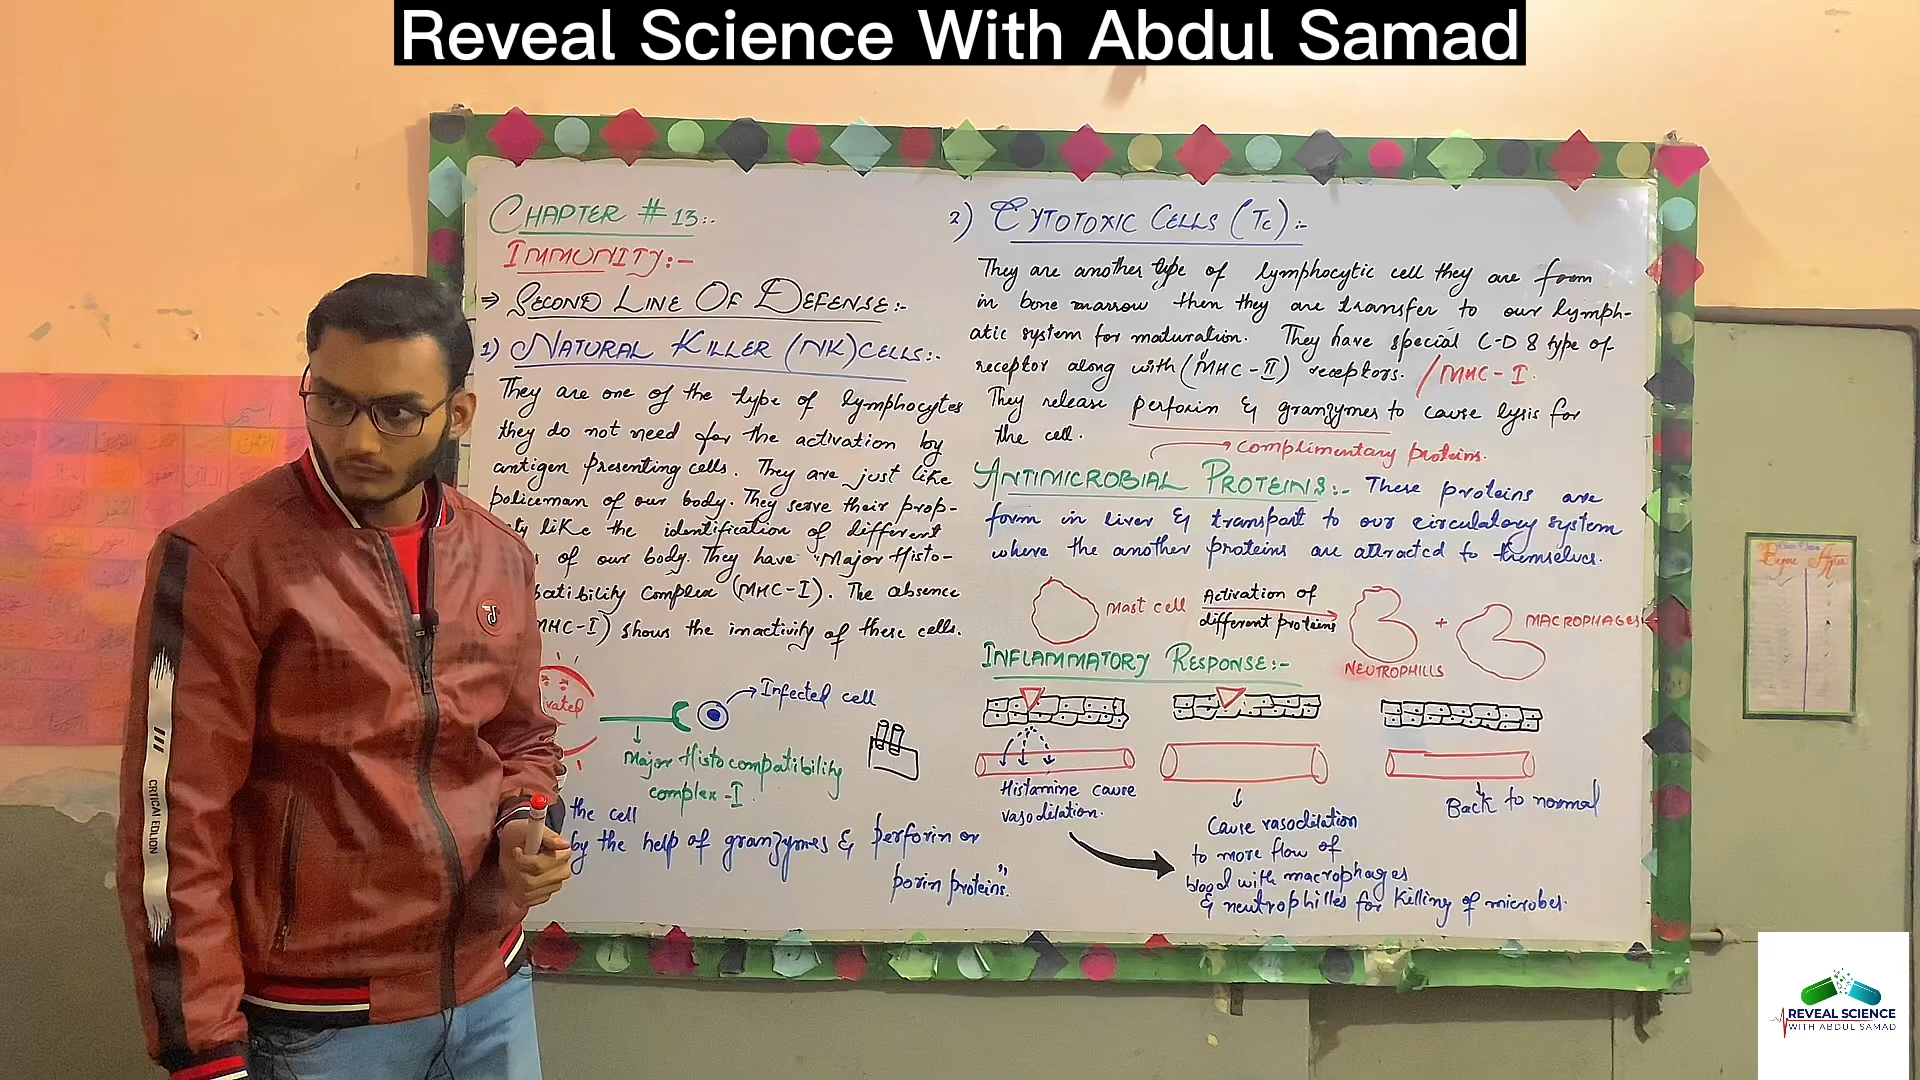 Reveal Science With Abdul Samad
CHAPTER # 13:-
IMMUNITY:-
⇒ SECOND LINE OF DEFENSE:-
1) NATURAL KILLER (NK) CELLS:-
They are one of the type of lymphocytes
they do not need for the activation by
antigen presenting cells. They are just like
policeman of our body. They serve their prop-
ty like the identification of different
of our body. They have "Major Histo-
patibility Complex (MHC-I). The absence
MHC-I) shows the inactivity of these cells.
vated
Infected cell
Major Histocompatibility
complex-I.
the cell
by the help of granzymes & perforin or
porin proteins."
2) CYTOTOXIC CELLS (Tc):-
They are another type of lymphocytic cell they are form
in bone marrow then they are transfer to our lymph-
atic system for maturation. They have special C-D 8 type of
receptor along with (MHC-II) receptors. / MHC-I.
They release perforin & granzymes to cause lysis for
the cell.
complimentary proteins.
ANTIMICROBIAL PROTEINS:- These proteins are
form in liver & transpart to our circulatory system
where the another proteins are attracted to themselves.
Mast cell
Activation of
different proteins
+
MACROPHAGES
NEUTROPHILLS
INFLAMMATORY RESPONSE:-
Histamine cause
vasodilation.
Cause vasodilation
to more flow of
blood with macrophages
& neutrophilles for killing of microbes.
Back to normal
CRTICAI EDLIION
REVEAL SCIENCE
WITH ABDUL SAMAD